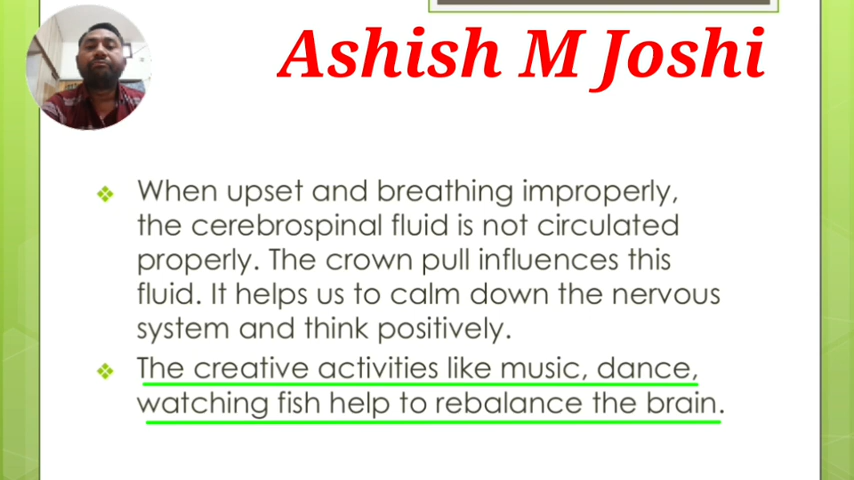 Ashish M Joshi
When upset and breathing improperly,
the cerebrospinal fluid is not circulated
properly. The crown pull influences this
fluid. It helps us to calm down the nervous
system and think positively.
The creative activities like music, dance,
watching fish help to rebalance the brain.